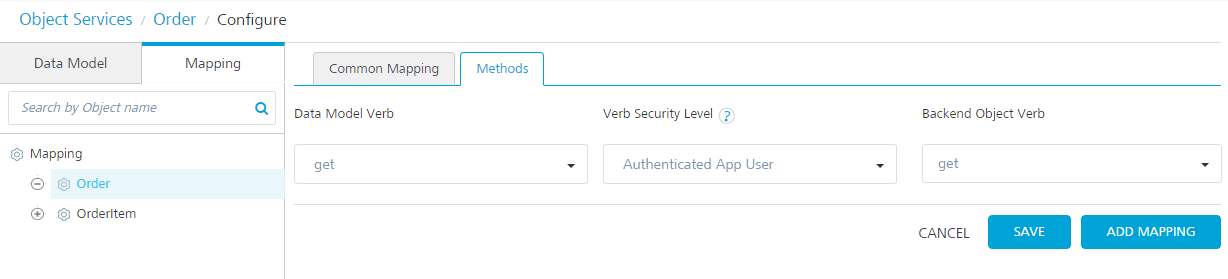 Object Services / Order / Configure
Data Model
Mapping
Common Mapping
Methods
Search by Object name
Data Model Verb
Verb Security Level ?
Backend Object Verb
Mapping
get
Authenticated App User
get
Order
OrderItem
CANCEL
SAVE
ADD MAPPING